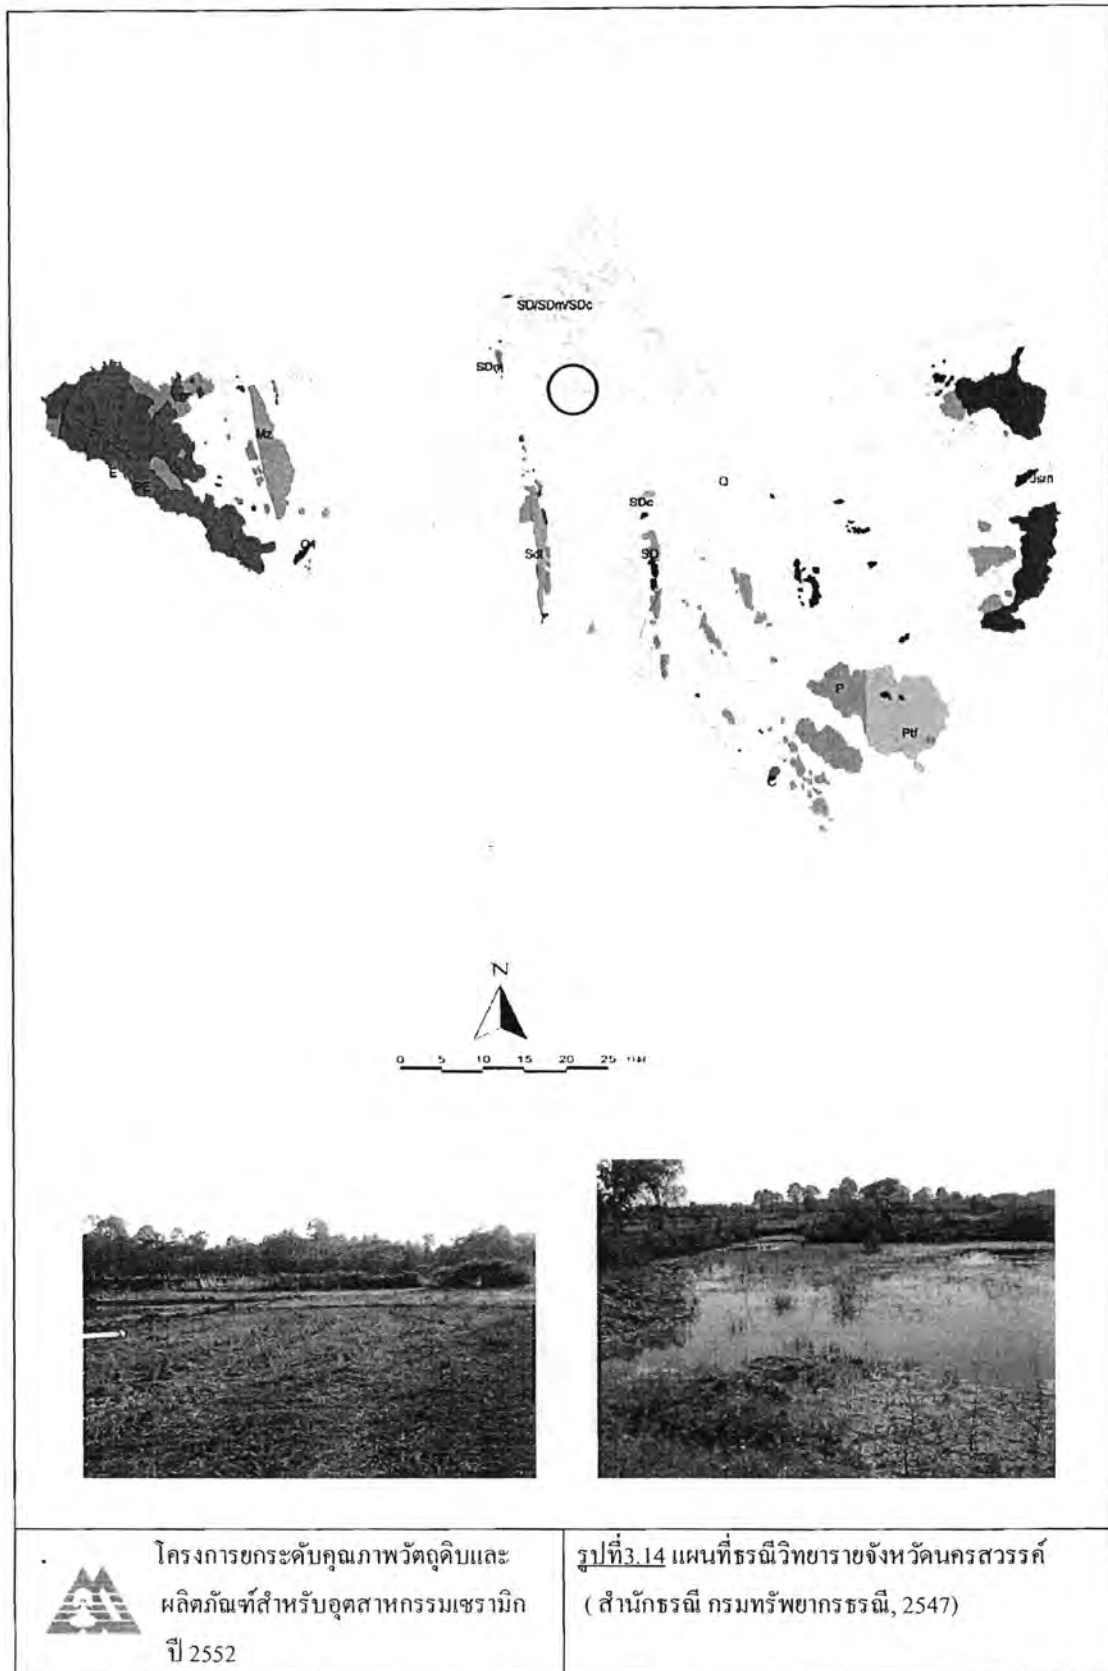 SD/SDm/SDc
SDm
Mz
E
PE
Q
Jsm
SDc
SD
P
Ptf
C
N
0 5 10 15 20 25 กม
โครงการยกระดับคุณภาพวัตถุดิบและ
ผลิตภัณฑ์สำหรับอุตสาหกรรมเซรามิก
ปี 2552
รูปที่3.14 แผนที่ธรณีวิทยารายจังหวัดนครสวรรค์
( สำนักธรณี กรมทรัพยากรธรณี, 2547)